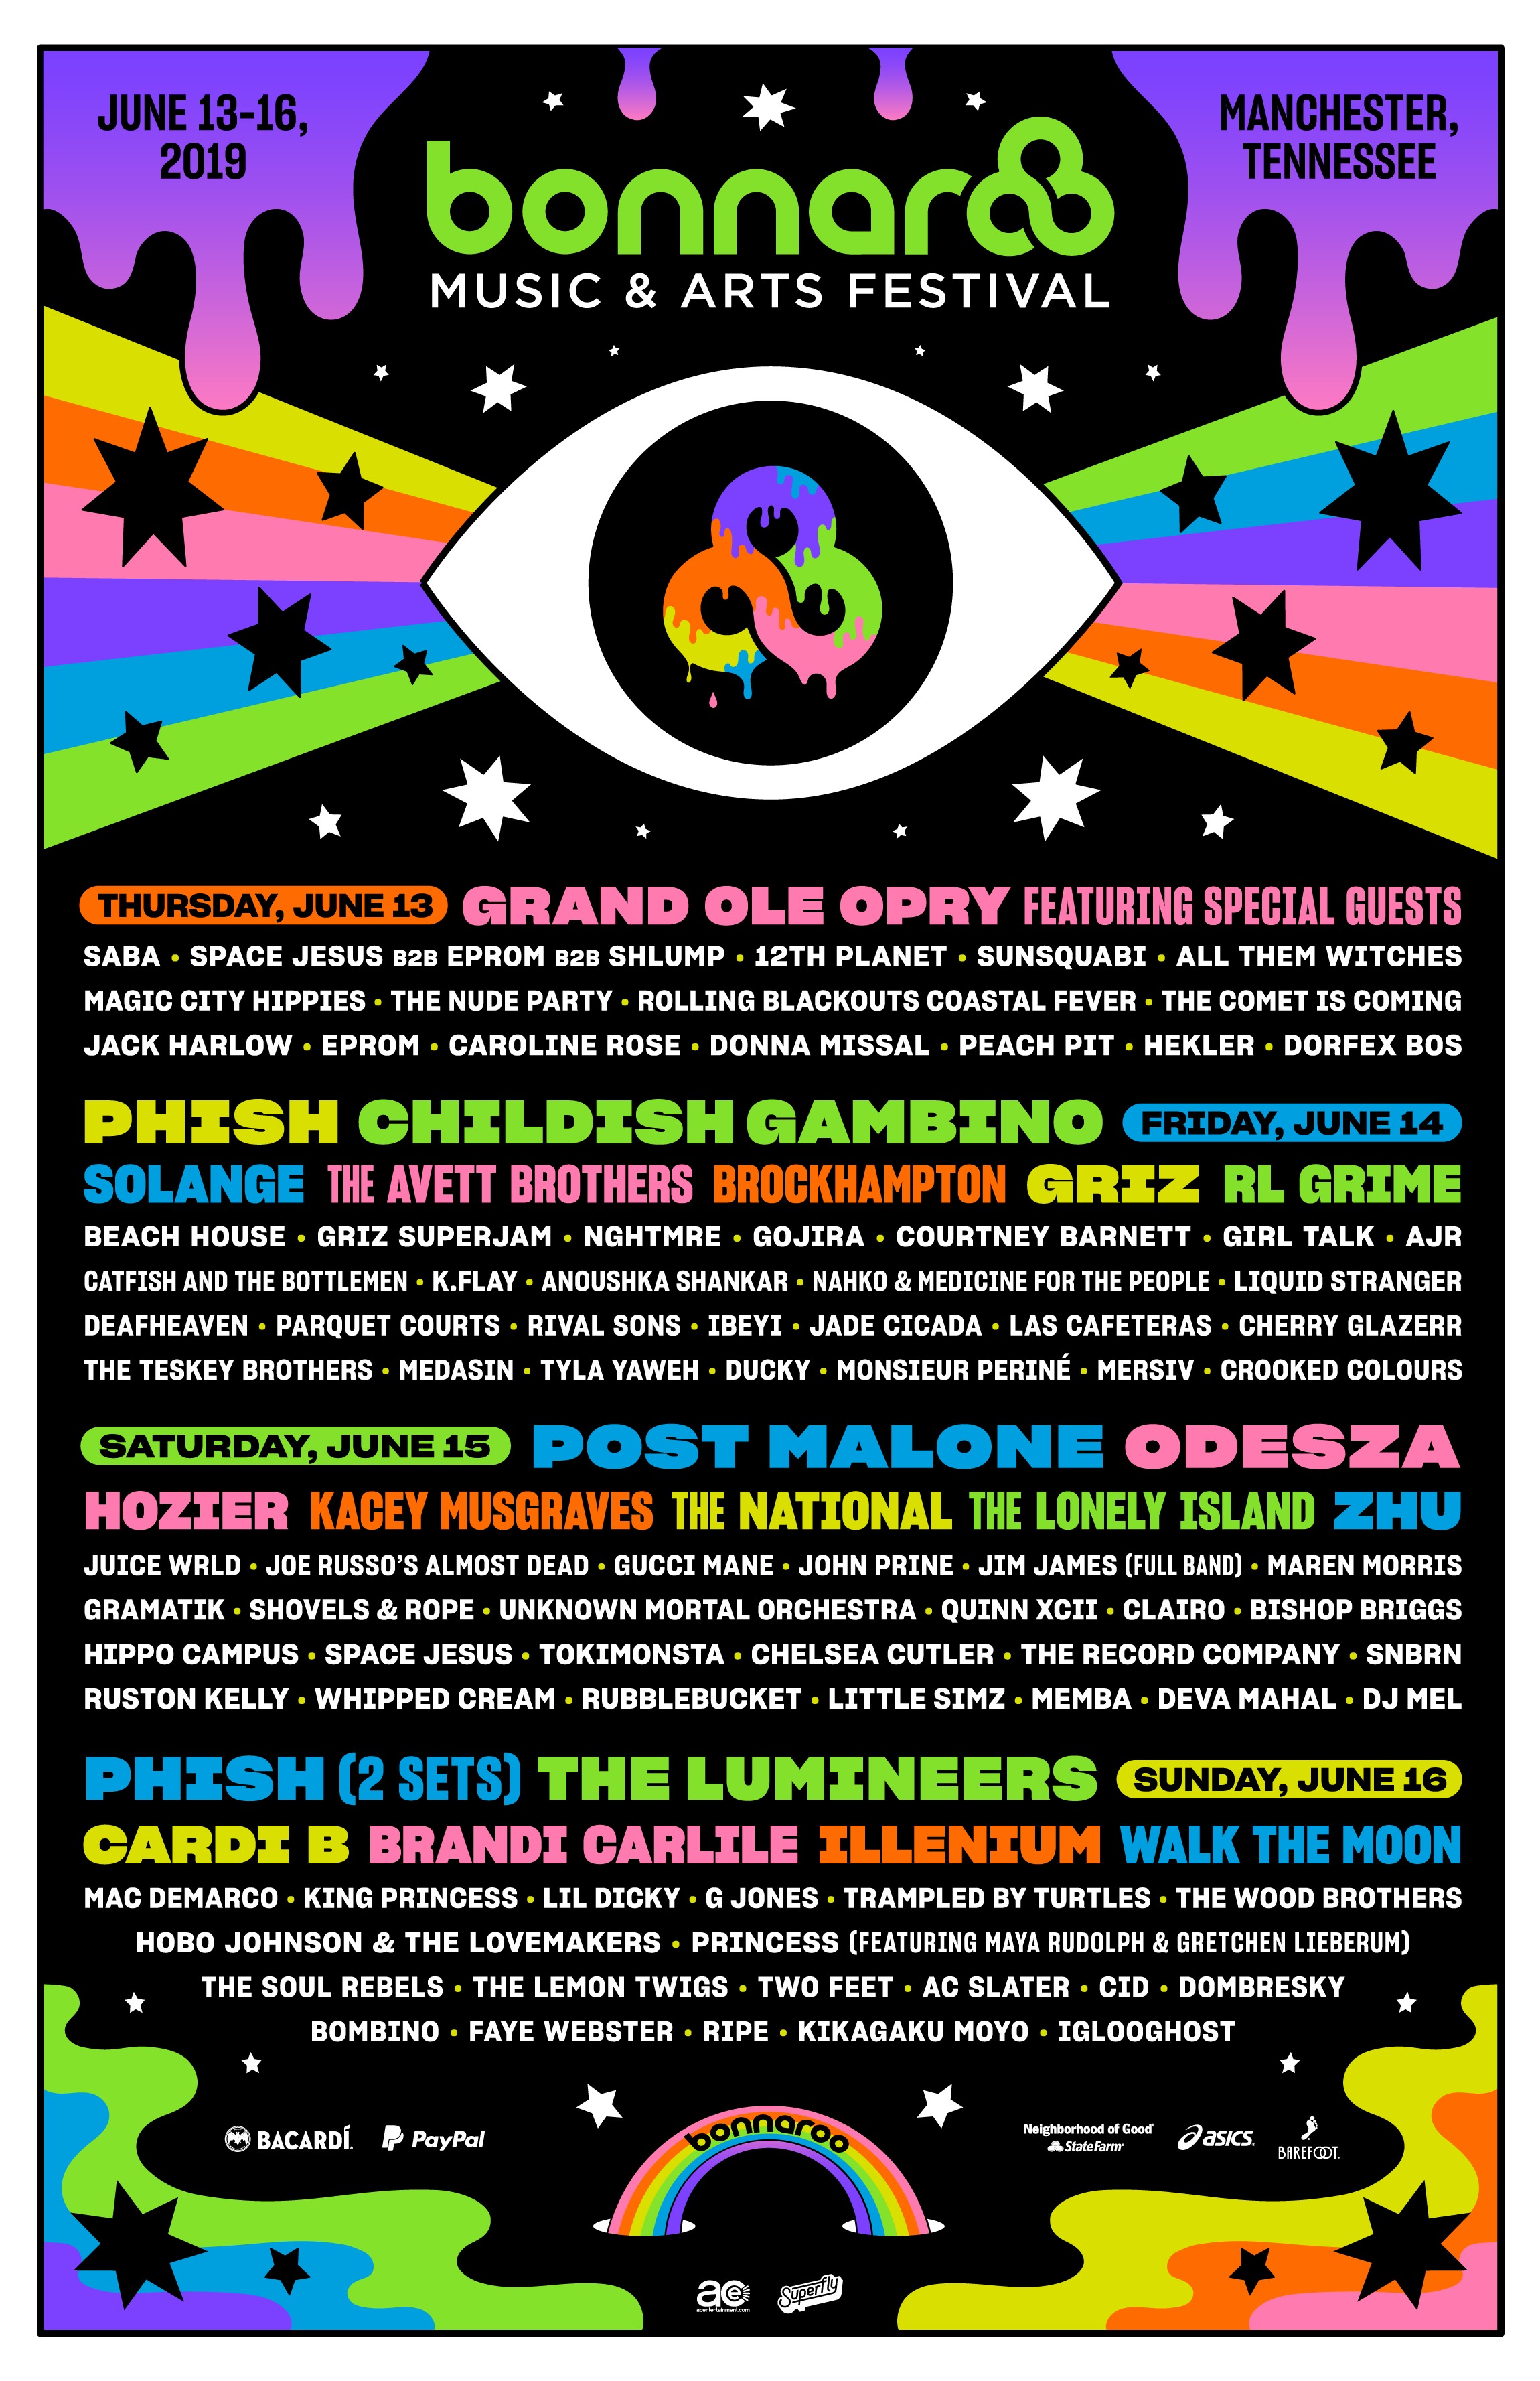 JUNE 13-16,
2019
MANCHESTER,
TENNESSEE
bonnaroo
MUSIC & ARTS FESTIVAL
THURSDAY, JUNE 13 GRAND OLE OPRY FEATURING SPECIAL GUESTS
SABA • SPACE JESUS B2B EPROM B2B SHLUMP • 12TH PLANET • SUNSQUABI • ALL THEM WITCHES
MAGIC CITY HIPPIES • THE NUDE PARTY • ROLLING BLACKOUTS COASTAL FEVER • THE COMET IS COMING
JACK HARLOW • EPROM • CAROLINE ROSE • DONNA MISSAL • PEACH PIT • HEKLER • DORFEX BOS
PHISH CHILDISH GAMBINO FRIDAY, JUNE 14
SOLANGE THE AVETT BROTHERS BROCKHAMPTON GRIZ RL GRIME
BEACH HOUSE • GRIZ SUPERJAM • NGHTMRE • GOJIRA • COURTNEY BARNETT • GIRL TALK • AJR
CATFISH AND THE BOTTLEMEN • K.FLAY • ANOUSHKA SHANKAR • NAHKO & MEDICINE FOR THE PEOPLE • LIQUID STRANGER
DEAFHEAVEN • PARQUET COURTS • RIVAL SONS • IBEYI • JADE CICADA • LAS CAFETERAS • CHERRY GLAZERR
THE TESKEY BROTHERS • MEDASIN • TYLA YAWEH • DUCKY • MONSIEUR PERINÉ • MERSIV • CROOKED COLOURS
SATURDAY, JUNE 15 POST MALONE ODESZA
HOZIER KACEY MUSGRAVES THE NATIONAL THE LONELY ISLAND ZHU
JUICE WRLD • JOE RUSSO'S ALMOST DEAD • GUCCI MANE • JOHN PRINE • JIM JAMES (FULL BAND) • MAREN MORRIS
GRAMATIK • SHOVELS & ROPE • UNKNOWN MORTAL ORCHESTRA • QUINN XCII • CLAIRO • BISHOP BRIGGS
HIPPO CAMPUS • SPACE JESUS • TOKIMONSTA • CHELSEA CUTLER • THE RECORD COMPANY • SNBRN
RUSTON KELLY • WHIPPED CREAM • RUBBLEBUCKET • LITTLE SIMZ • MEMBA • DEVA MAHAL • DJ MEL
PHISH (2 SETS) THE LUMINEERS SUNDAY, JUNE 16
CARDI B BRANDI CARLILE ILLENIUM WALK THE MOON
MAC DEMARCO • KING PRINCESS • LIL DICKY • G JONES • TRAMPLED BY TURTLES • THE WOOD BROTHERS
HOBO JOHNSON & THE LOVEMAKERS • PRINCESS (FEATURING MAYA RUDOLPH & GRETCHEN LIEBERUM)
THE SOUL REBELS • THE LEMON TWIGS • TWO FEET • AC SLATER • CID • DOMBRESKY
BOMBINO • FAYE WEBSTER • RIPE • KIKAGAKU MOYO • IGLOOGHOST
BACARDÍ. PayPal
bonnaroo
Neighborhood of Good
StateFarm
asics
BAREFOOT.
ace
acentertainment.com
Superfly